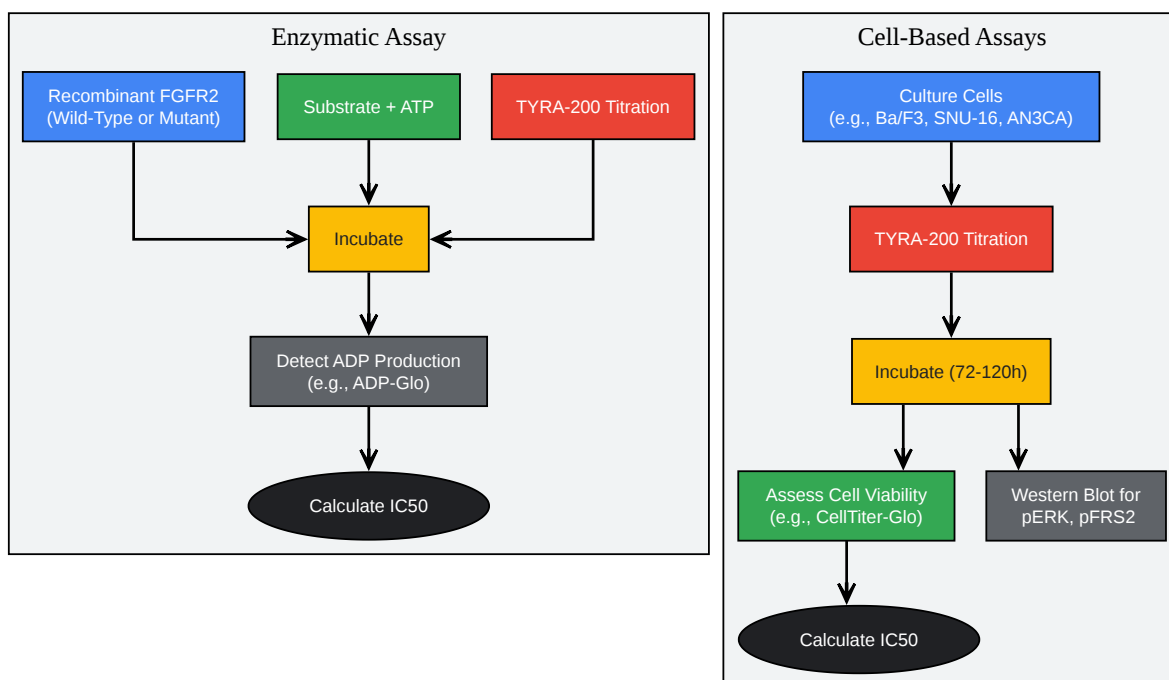 Enzymatic Assay
Recombinant FGFR2
(Wild-Type or Mutant)
Substrate + ATP
TYRA-200 Titration
Incubate
Detect ADP Production
(e.g., ADP-Glo)
Calculate IC50
Cell-Based Assays
Culture Cells
(e.g., Ba/F3, SNU-16, AN3CA)
TYRA-200 Titration
Incubate (72-120h)
Assess Cell Viability
(e.g., CellTiter-Glo)
Western Blot for
pERK, pFRS2
Calculate IC50